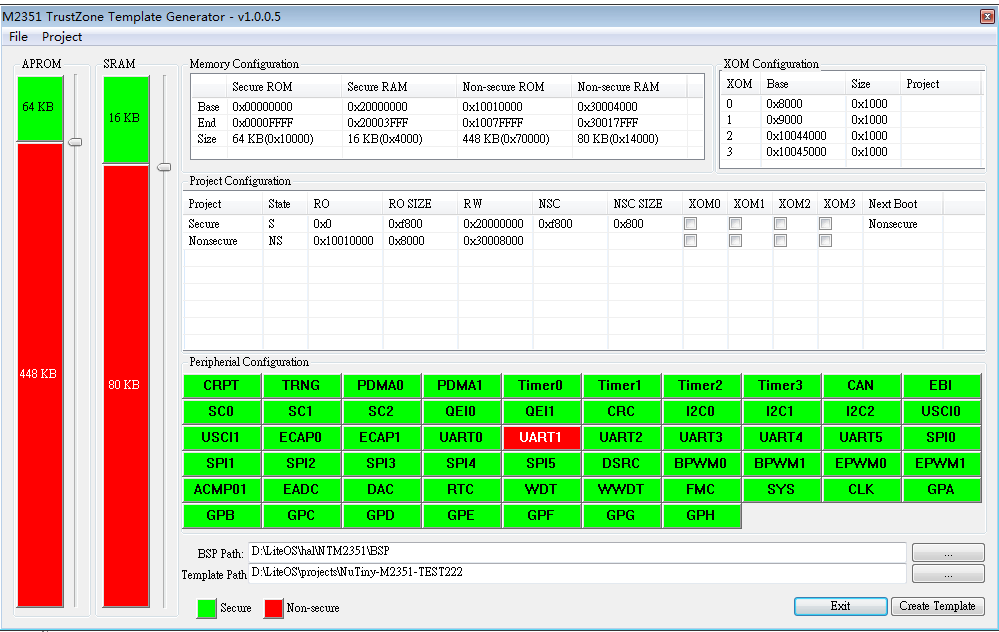 M2351 TrustZone Template Generator - v1.0.0.5
File Project
APROM
64 KB
448 KB
SRAM
16 KB
80 KB
Memory Configuration
Secure ROM Secure RAM Non-secure ROM Non-secure RAM
Base 0x00000000 0x20000000 0x10010000 0x30004000
End 0x0000FFFF 0x20003FFF 0x1007FFFF 0x30017FFF
Size 64 KB(0x10000) 16 KB(0x4000) 448 KB(0x70000) 80 KB(0x14000)
XOM Configuration
XOM Base Size Project
0 0x8000 0x1000
1 0x9000 0x1000
2 0x10044000 0x1000
3 0x10045000 0x1000
Project Configuration
Project State RO RO SIZE RW NSC NSC SIZE XOM0 XOM1 XOM2 XOM3 Next Boot
Secure S 0x0 0xf800 0x20000000 0xf800 0x800 Nonsecure
Nonsecure NS 0x10010000 0x8000 0x30008000
Peripherial Configuration
CRPT TRNG PDMA0 PDMA1 Timer0 Timer1 Timer2 Timer3 CAN EBI
SC0 SC1 SC2 QEI0 QEI1 CRC I2C0 I2C1 I2C2 USCI0
USCI1 ECAP0 ECAP1 UART0 UART1 UART2 UART3 UART4 UART5 SPI0
SPI1 SPI2 SPI3 SPI4 SPI5 DSRC BPWM0 BPWM1 EPWM0 EPWM1
ACMP01 EADC DAC RTC WDT WWDT FMC SYS CLK GPA
GPB GPC GPD GPE GPF GPG GPH
BSP Path: D:\LiteOS\hal\NTM2351\BSP ...
Template Path D:\LiteOS\projects\NuTiny-M2351-TEST222 ...
Secure Non-secure Exit Create Template